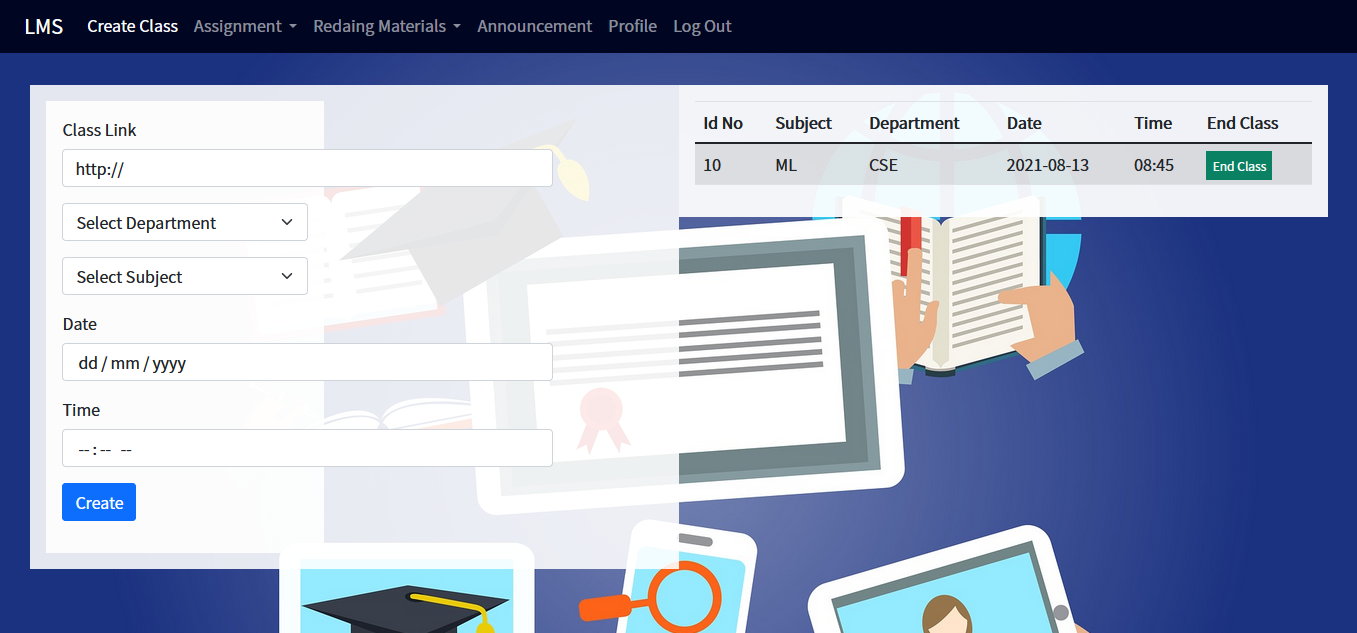 LMS Create Class Assignment Redaing Materials Announcement Profile Log Out
Class Link
http://
Select Department
Select Subject
Date
dd/mm/yyyy
Time
--:-- --
Create
Id No Subject Department Date Time End Class
10 ML CSE 2021-08-13 08:45 End Class